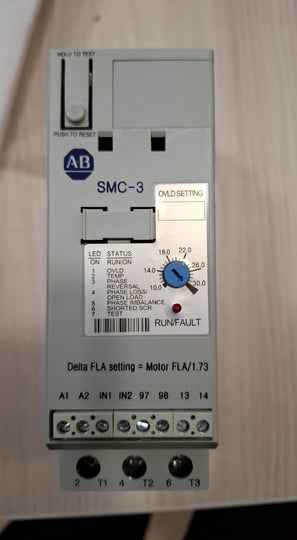 HOLD TO TEST
PUSH TO RESET
AB
SMC-3
OVLD SETTING
LED STATUS
ON RUN/ON
1 OVLD
2 TEMP
3 PHASE
REVERSAL
4 PHASE LOSS/
OPEN LOAD
5 PHASE IMBALANCE
6 SHORTED SCR
7 TEST
18.0 22.0
14.0 26.0
10.0 30.0
RUN/FAULT
Delta FLA setting = Motor FLA/1.73
A1 A2 IN1 IN2 97 98 13 14
2 T1 4 T2 6 T3